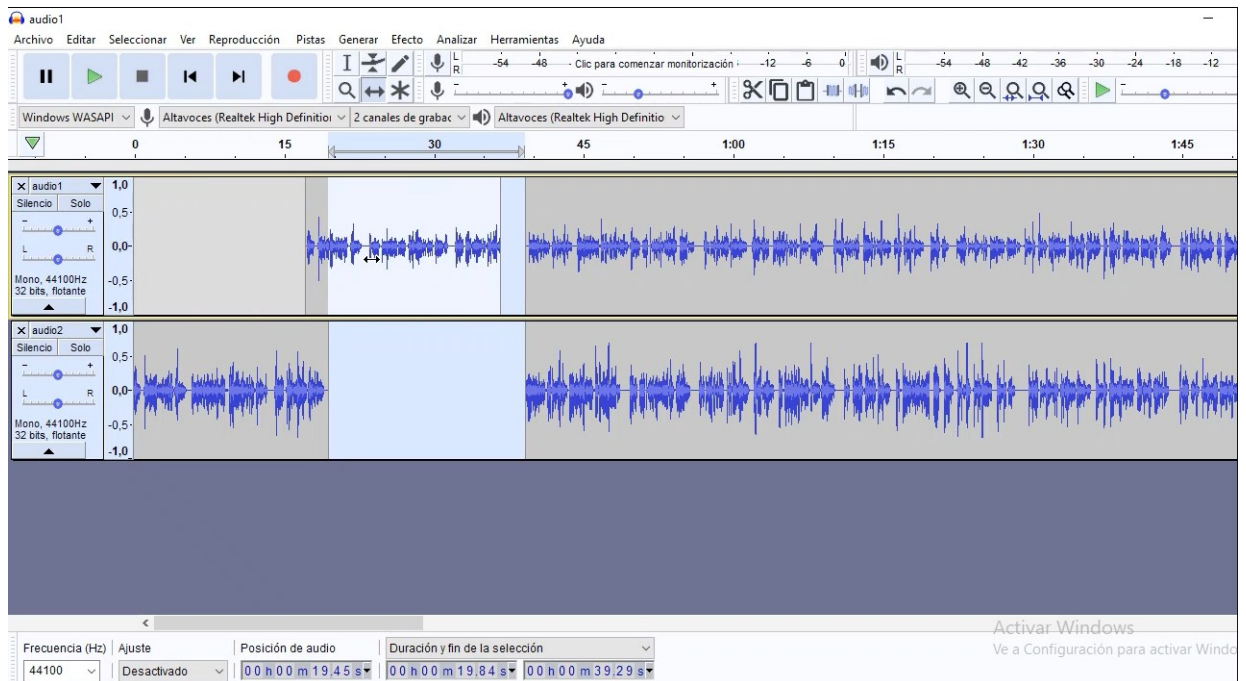 audio1
Archivo Editar Seleccionar Ver Reproducción Pistas Generar Efecto Analizar Herramientas Ayuda
L R -54 -48 Clic para comenzar monitorización -12 -6 0 L R -54 -48 -42 -36 -30 -24 -18 -12
- + - + -
Windows WASAPI Altavoces (Realtek High Definitio 2 canales de grabac Altavoces (Realtek High Definitio
0 15 30 45 1:00 1:15 1:30 1:45
x audio1 1,0
Silencio Solo
0,5
- +
L R 0,0
Mono, 44100Hz -0,5
32 bits, flotante
-1,0
x audio2 1,0
Silencio Solo
0,5
- +
L R 0,0
Mono, 44100Hz -0,5
32 bits, flotante
-1,0
Activar Windows
Ve a Configuración para activar Windo
Frecuencia (Hz) Ajuste Posición de audio Duración y fin de la selección
44100 Desactivado 00 h 00 m 19,45 s 00 h 00 m 19,84 s 00 h 00 m 39,29 s